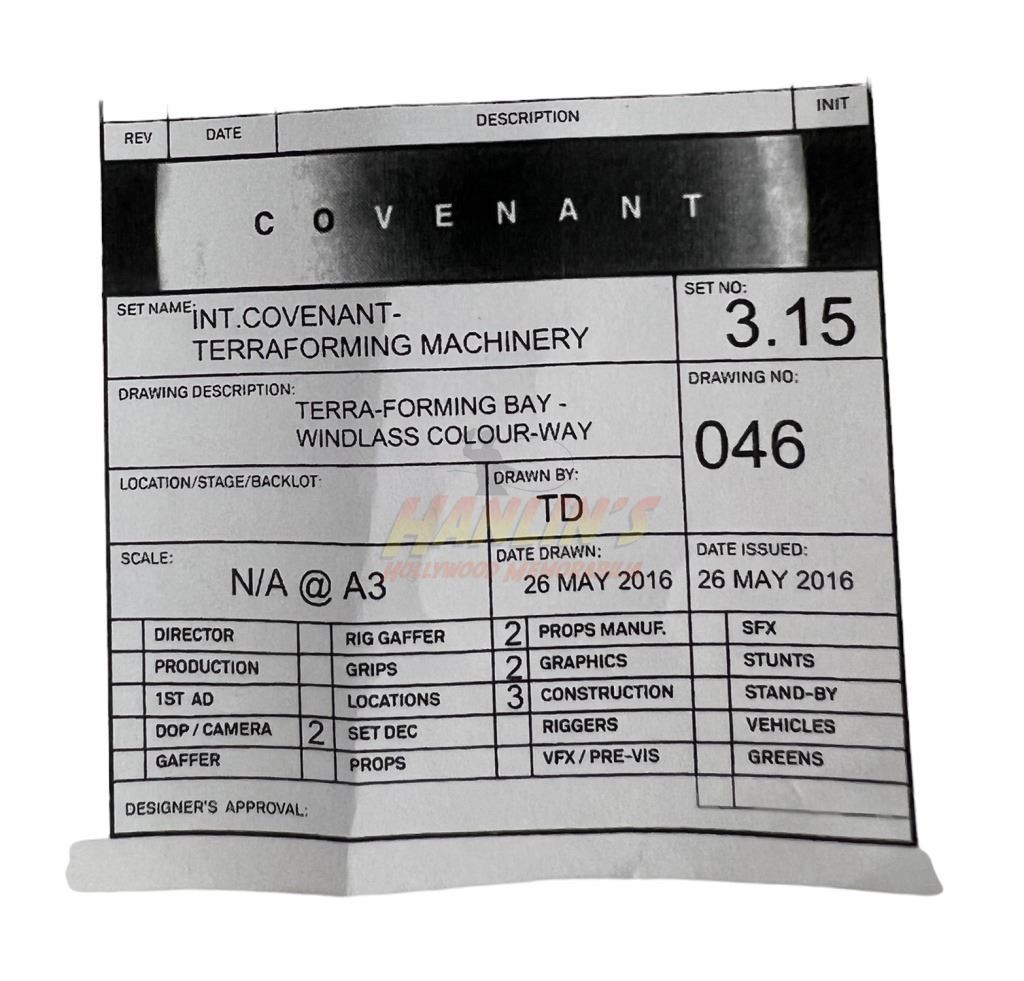 REV DATE DESCRIPTION INIT
COVENANT
SET NAME: INT.COVENANT-
TERRAFORMING MACHINERY
SET NO:
3.15
DRAWING DESCRIPTION:
TERRA-FORMING BAY -
WINDLASS COLOUR-WAY
DRAWING NO:
046
LOCATION/STAGE/BACKLOT:
DRAWN BY:
TD
HANLIN'S
HOLLYWOOD MEMORABILIA
SCALE:
N/A @ A3
DATE DRAWN:
26 MAY 2016
DATE ISSUED:
26 MAY 2016
DIRECTOR RIG GAFFER 2 PROPS MANUF. SFX
PRODUCTION GRIPS 2 GRAPHICS STUNTS
1ST AD LOCATIONS 3 CONSTRUCTION STAND-BY
DOP / CAMERA 2 SET DEC RIGGERS VEHICLES
GAFFER PROPS VFX / PRE-VIS GREENS
DESIGNER'S APPROVAL: